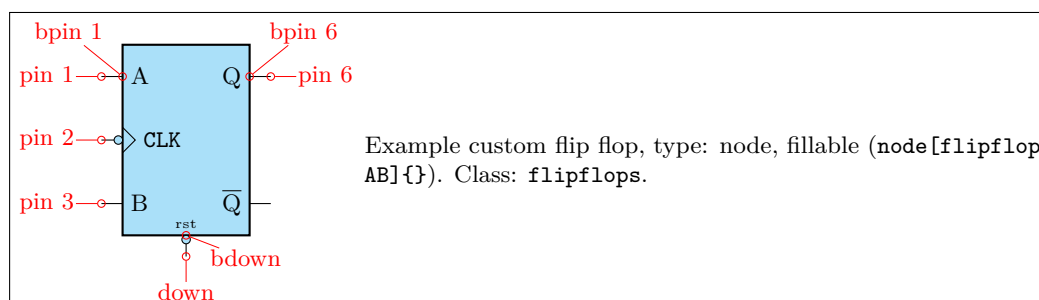 bpin 1
bpin 6
pin 1
A
Q
pin 6
pin 2
CLK
Example custom flip flop, type: node, fillable (node[flipflop
AB]{}). Class: flipflops.
pin 3
B
Q̅
rst
bdown
down